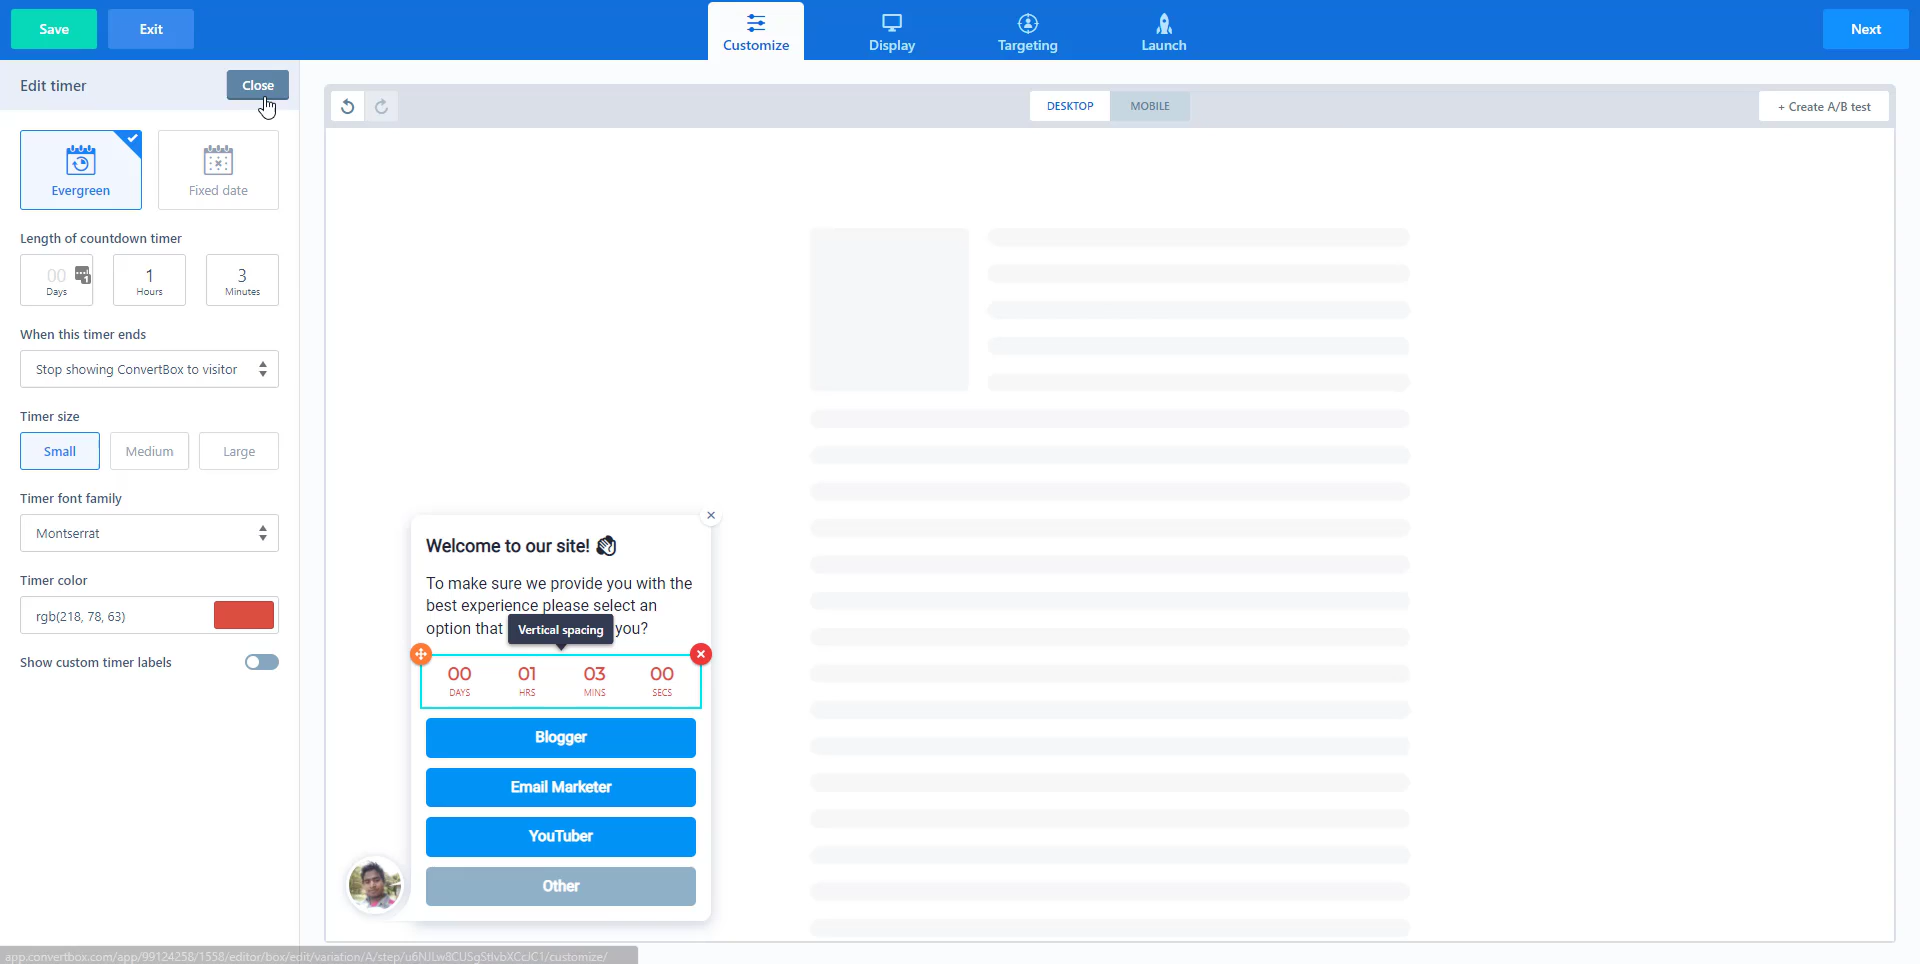 Save
Exit
Customize
Display
Targeting
Launch
Next
Edit timer
Close
DESKTOP
MOBILE
+ Create A/B test
Evergreen
Fixed date
Length of countdown timer
00
Days
1
Hours
3
Minutes
When this timer ends
Stop showing ConvertBox to visitor
Timer size
Small
Medium
Large
Timer font family
Montserrat
Timer color
rgb(218, 78, 63)
Show custom timer labels
Welcome to our site!
To make sure we provide you with the
best experience please select an
option that
Vertical spacing
you?
00 01 03 00
DAYS HRS MINS SECS
Blogger
Email Marketer
YouTuber
Other